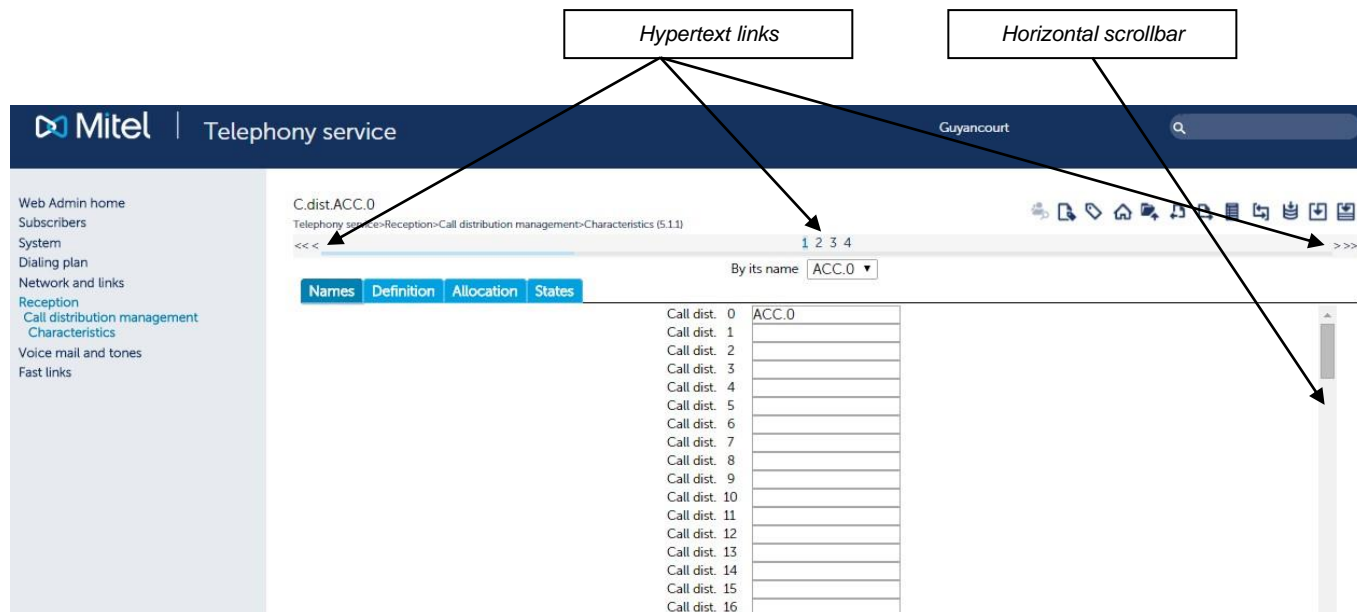 Hypertext links
Horizontal scrollbar
Mitel | Telephony service
Guyancourt
Web Admin home
Subscribers
System
Dialing plan
Network and links
Reception
Call distribution management
Characteristics
Voice mail and tones
Fast links
C.dist.ACC.0
Telephony service>Reception>Call distribution management>Characteristics (5.1.1)
<< <
1 2 3 4
> >>
By its name ACC.0
Names Definition Allocation States
Call dist. 0 ACC.0
Call dist. 1
Call dist. 2
Call dist. 3
Call dist. 4
Call dist. 5
Call dist. 6
Call dist. 7
Call dist. 8
Call dist. 9
Call dist. 10
Call dist. 11
Call dist. 12
Call dist. 13
Call dist. 14
Call dist. 15
Call dist. 16